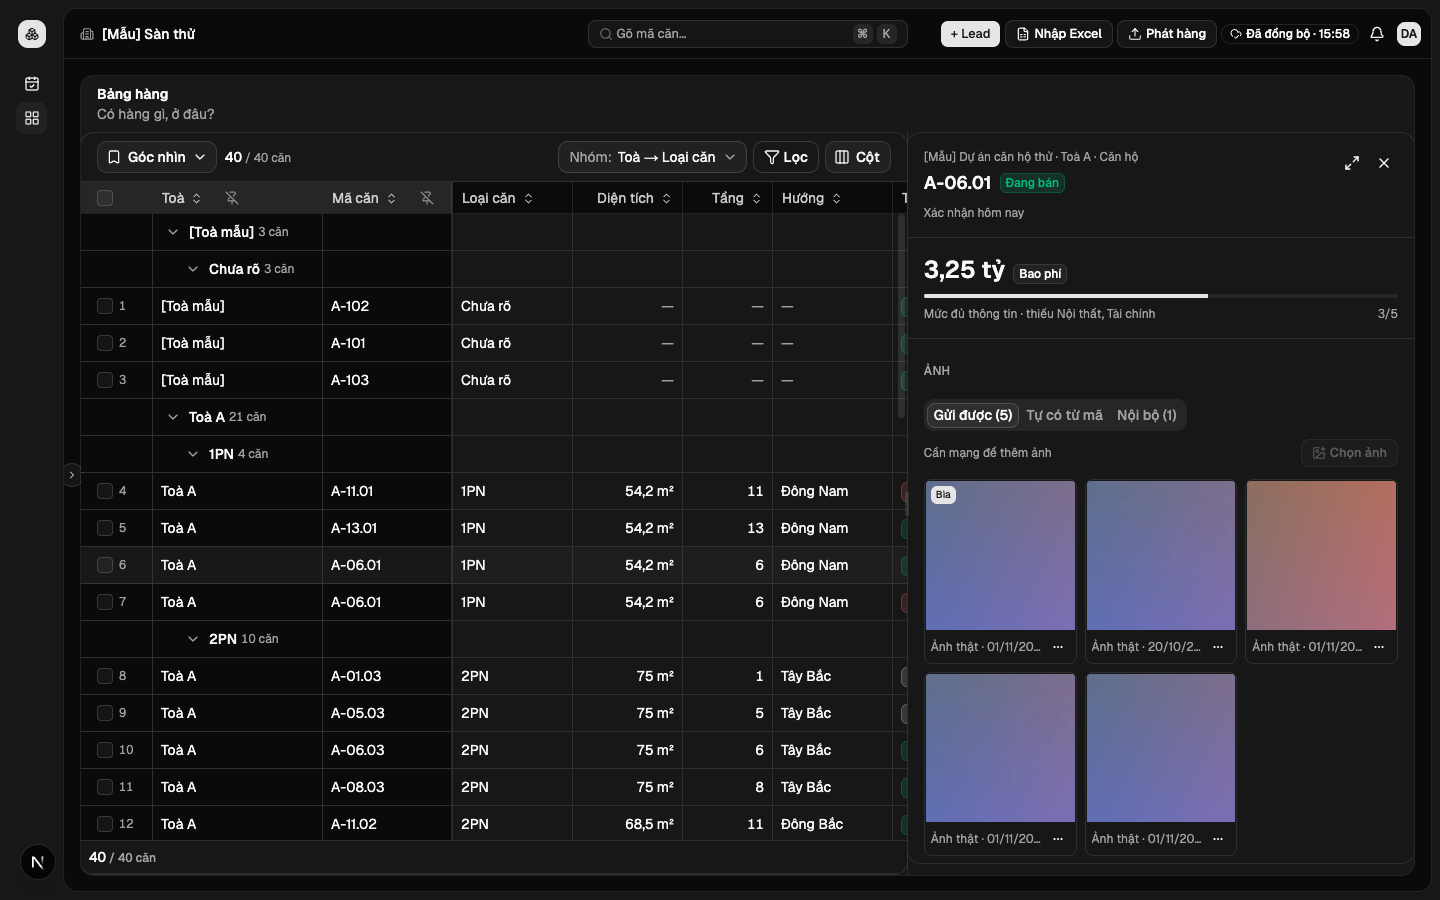 [Mẫu] Sàn thử
Gõ mã căn... ⌘ K
+ Lead
Nhập Excel
Phát hàng
Đã đồng bộ · 15:58
DA
Bảng hàng
Có hàng gì, ở đâu?
Góc nhìn
40 / 40 căn
Nhóm: Toà → Loại căn
Lọc
Cột
Toà Mã căn Loại căn Diện tích Tầng Hướng T
[Toà mẫu] 3 căn
Chưa rõ 3 căn
1 [Toà mẫu] A-102 Chưa rõ — — —
2 [Toà mẫu] A-101 Chưa rõ — — —
3 [Toà mẫu] A-103 Chưa rõ — — —
Toà A 21 căn
1PN 4 căn
4 Toà A A-11.01 1PN 54,2 m² 11 Đông Nam
5 Toà A A-13.01 1PN 54,2 m² 13 Đông Nam
6 Toà A A-06.01 1PN 54,2 m² 6 Đông Nam
7 Toà A A-06.01 1PN 54,2 m² 6 Đông Nam
2PN 10 căn
8 Toà A A-01.03 2PN 75 m² 1 Tây Bắc
9 Toà A A-05.03 2PN 75 m² 5 Tây Bắc
10 Toà A A-06.03 2PN 75 m² 6 Tây Bắc
11 Toà A A-08.03 2PN 75 m² 8 Tây Bắc
12 Toà A A-11.02 2PN 68,5 m² 11 Đông Bắc
40 / 40 căn
N
[Mẫu] Dự án căn hộ thử · Toà A · Căn hộ
A-06.01 Đang bán
Xác nhận hôm nay
3,25 tỷ Bao phí
Mức đủ thông tin · thiếu Nội thất, Tài chính 3/5
ẢNH
Gửi được (5) Tự có từ mã Nội bộ (1)
Cần mạng để thêm ảnh
Chọn ảnh
Bìa
Ảnh thật · 01/11/20... ···
Ảnh thật · 20/10/2... ···
Ảnh thật · 01/11/20... ···
Ảnh thật · 01/11/20... ···
Ảnh thật · 01/11/20... ···